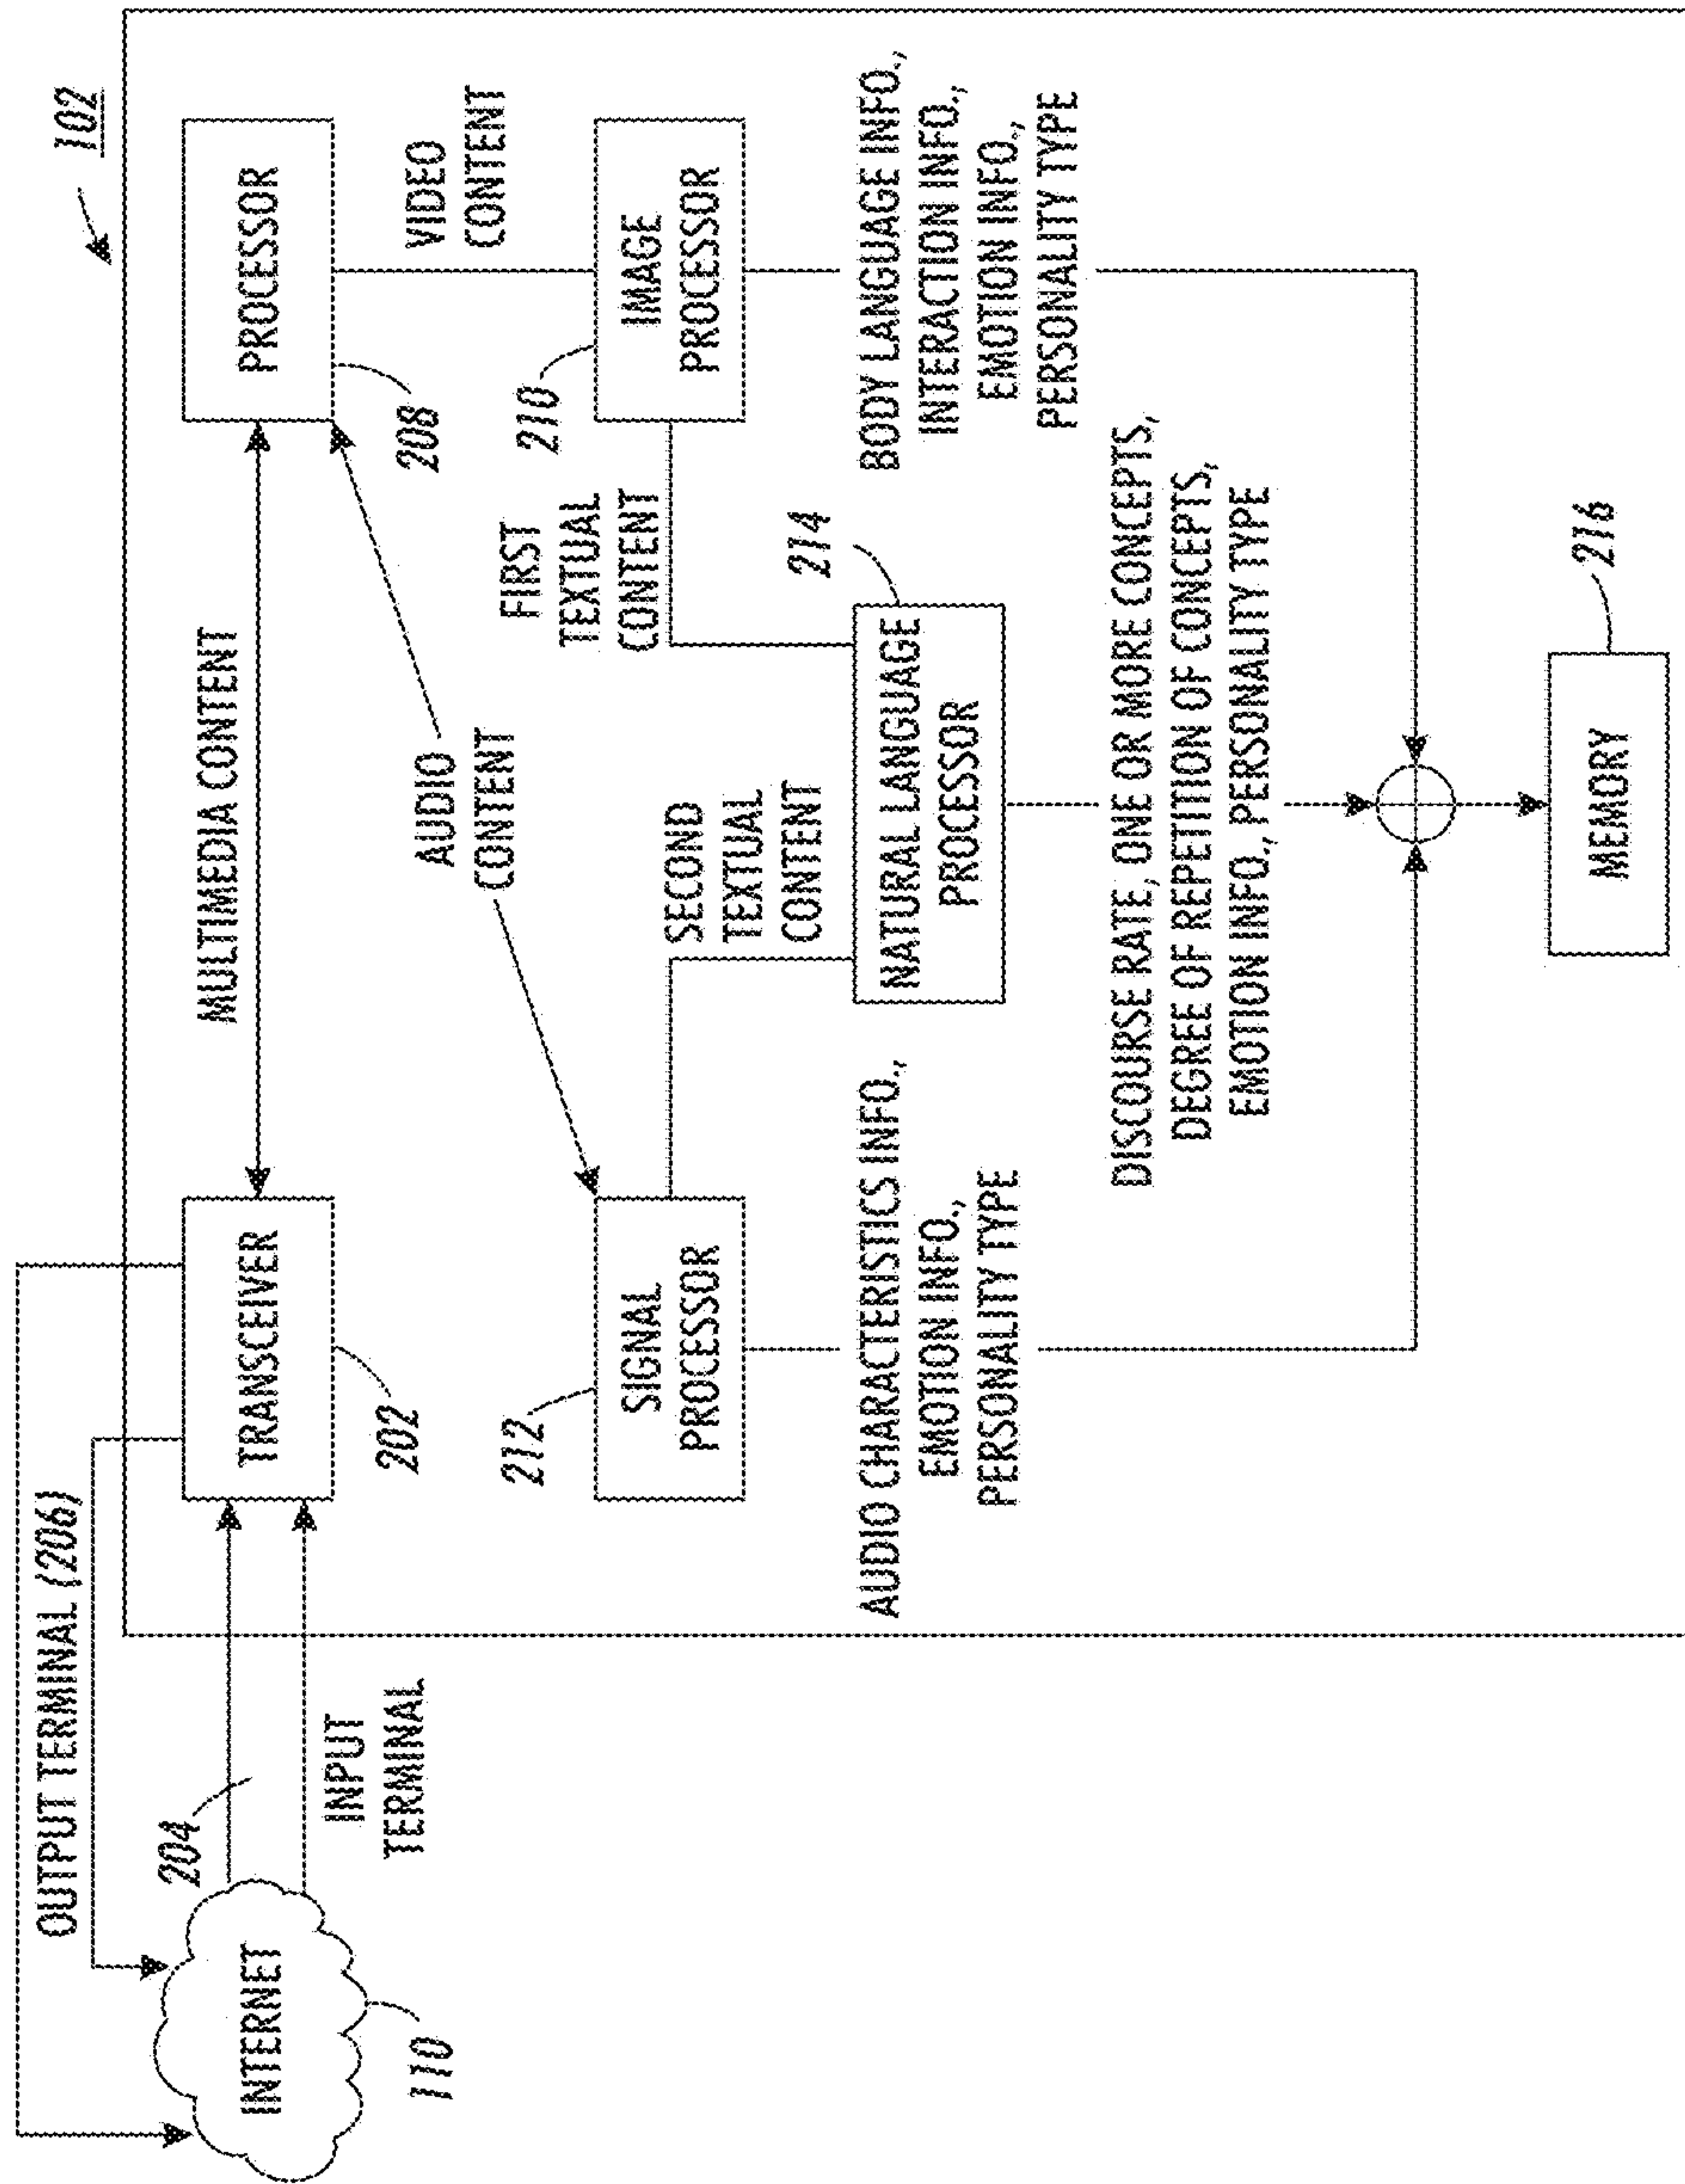 102
OUTPUT TERMINAL (206)
INTERNET
110
204
INPUT
TERMINAL
TRANSCEIVER
202
MULTIMEDIA CONTENT
PROCESSOR
208
AUDIO
CONTENT
VIDEO
CONTENT
SIGNAL
PROCESSOR
212
IMAGE
PROCESSOR
210
FIRST
TEXTUAL
CONTENT
SECOND
TEXTUAL
CONTENT
NATURAL LANGUAGE
PROCESSOR
214
AUDIO CHARACTERISTICS INFO.,
EMOTION INFO.,
PERSONALITY TYPE
BODY LANGUAGE INFO.,
INTERACTION INFO.,
EMOTION INFO.,
PERSONALITY TYPE
DISCOURSE RATE, ONE OR MORE CONCEPTS,
DEGREE OF REPETITION OF CONCEPTS,
EMOTION INFO., PERSONALITY TYPE
MEMORY
216